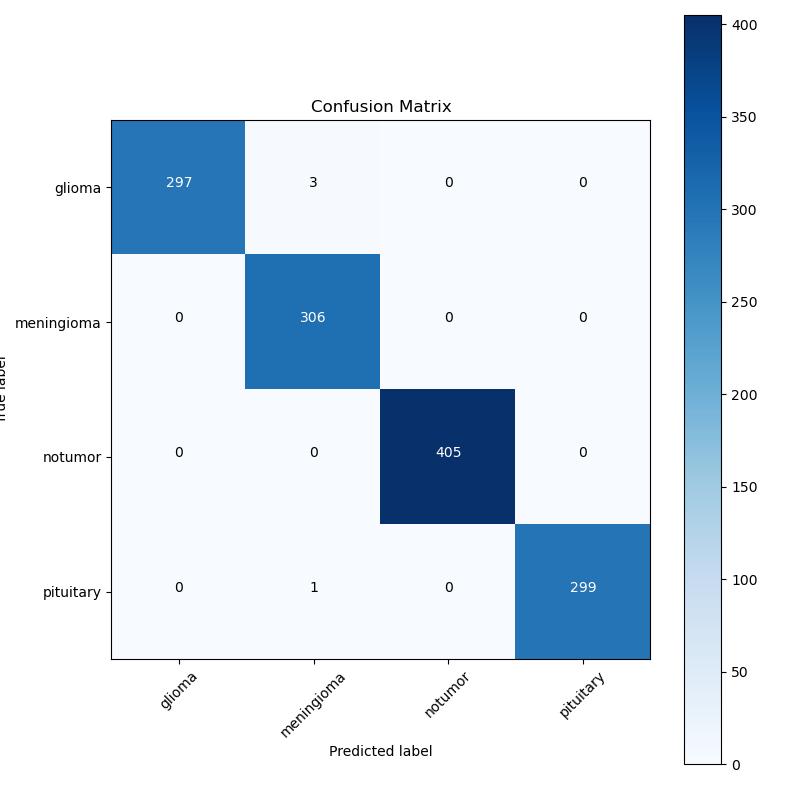 Confusion Matrix
glioma 297 3 0 0
meningioma 0 306 0 0
notumor 0 0 405 0
pituitary 0 1 0 299
glioma meningioma notumor pituitary
Predicted label
400
350
300
250
200
150
100
50
0